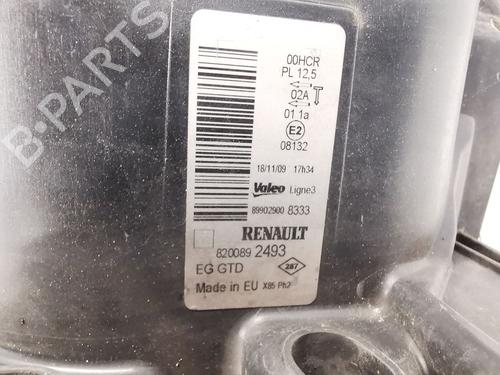 00HCR
PL 12,5
02A
01 1a
E2
08132
18/11/09 17h34
Valeo Ligne3
89902900 8333
RENAULT
820089 2493
EG GTD
287
Made in EU X85 Ph2
B-PARTS